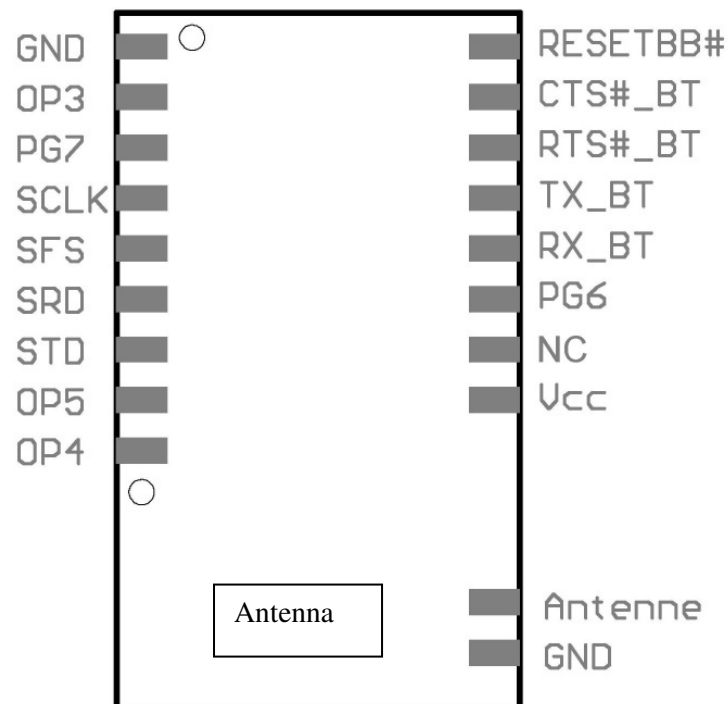 GND RESETBB#
OP3 CTS#_BT
PG7 RTS#_BT
SCLK TX_BT
SFS RX_BT
SRD PG6
STD NC
OP5 Vcc
OP4
Antenna Antenne
GND